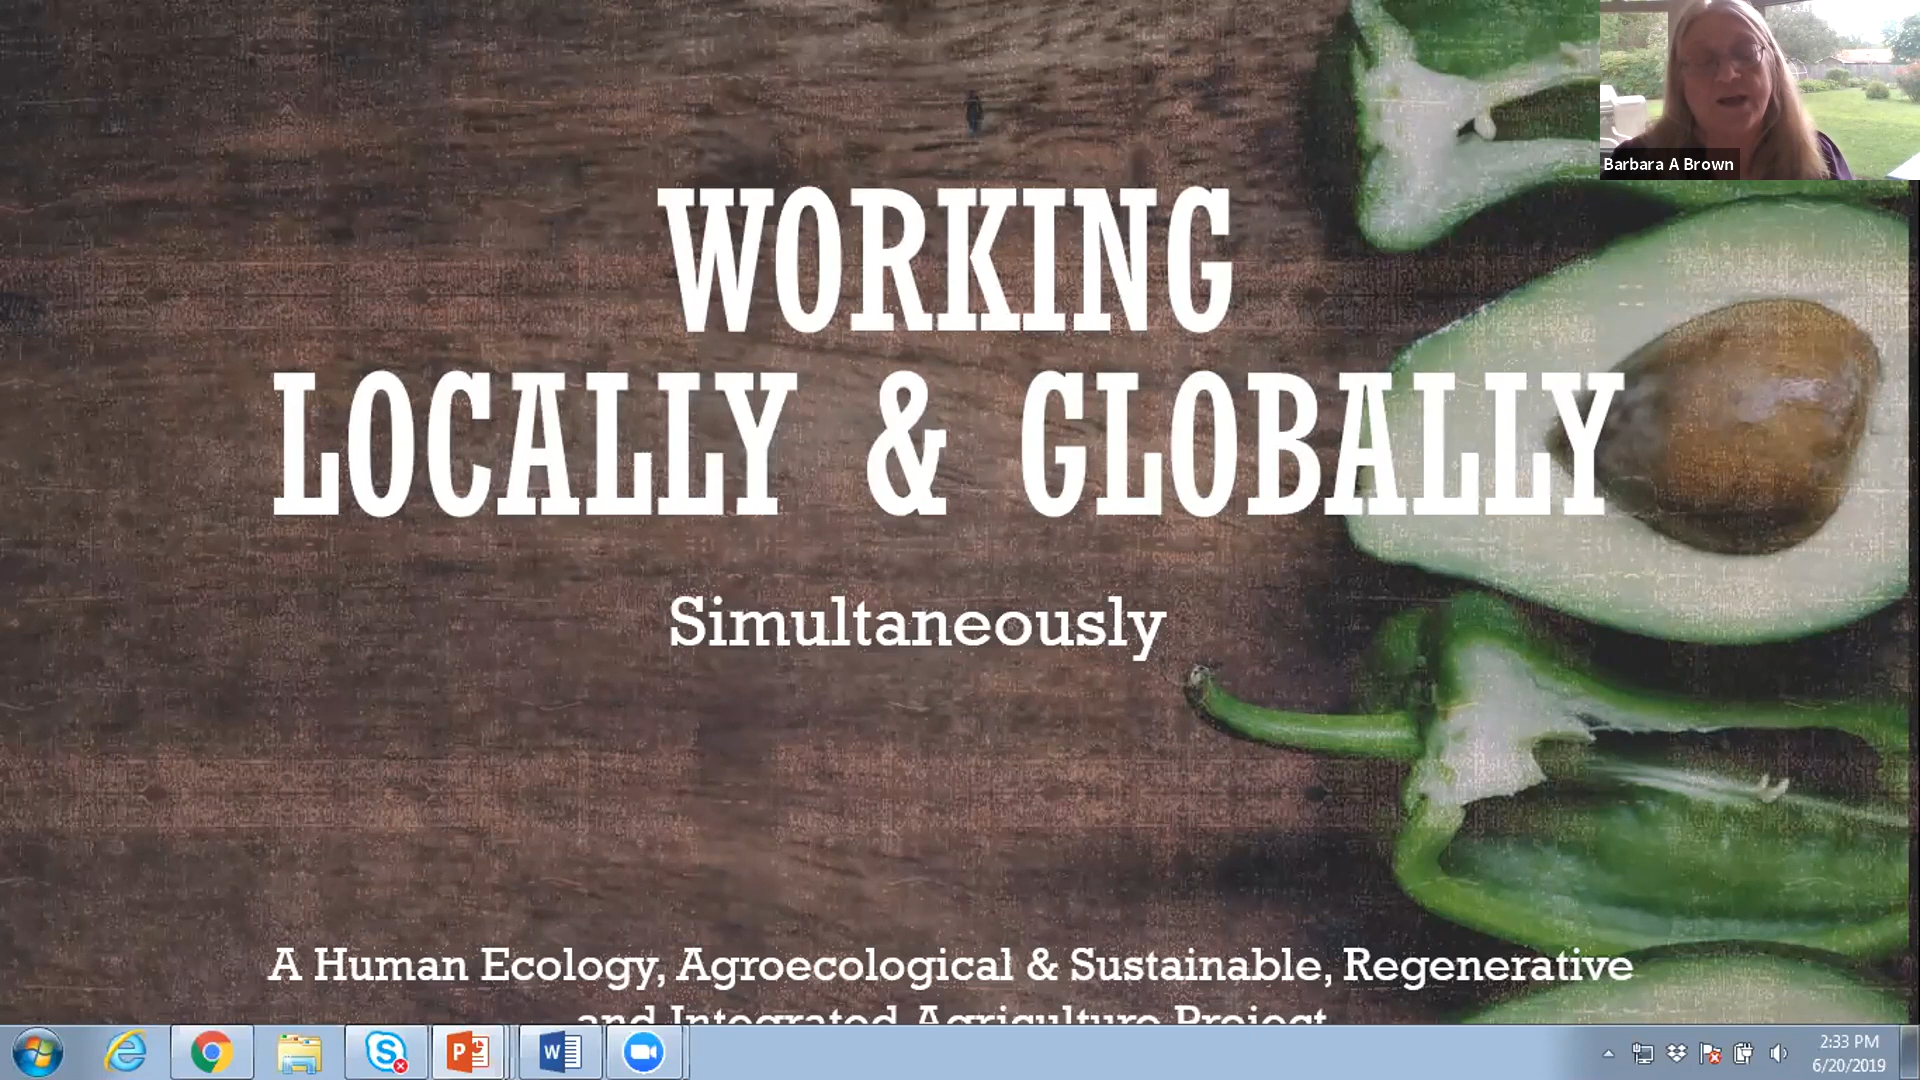 Barbara A Brown
WORKING
LOCALLY & GLOBALLY
Simultaneously
A Human Ecology, Agroecological & Sustainable, Regenerative
and Integrated Agriculture Project
2:33 PM
6/20/2019